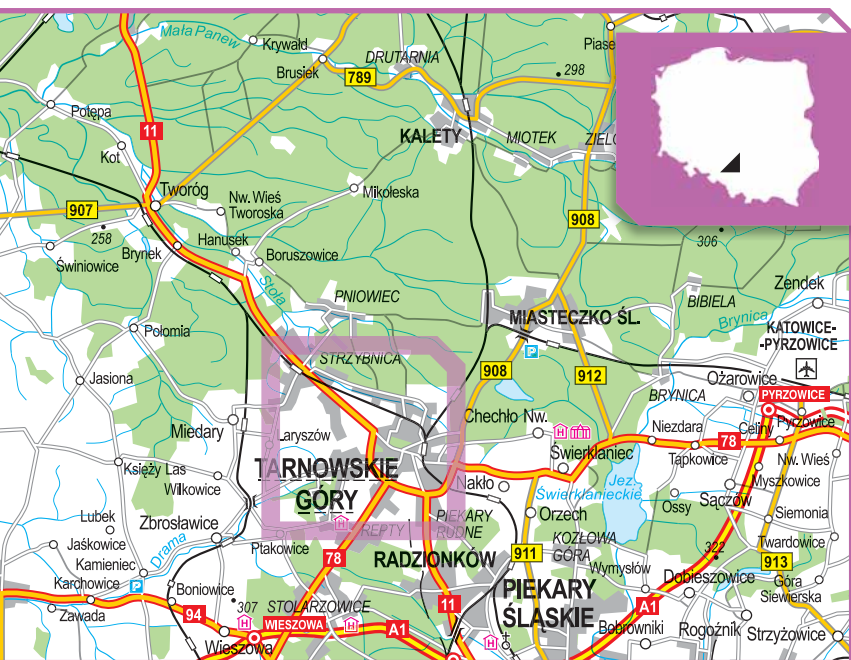 Mała Panew
Krywałd
Brusiek
DRUTARNIA
789
298
Piase
Potępa
11
Kot
KALETY
MIOTEK
ZIELO
Tworóg
Mikołeska
907
Nw. Wieś
Tworoska
908
258
Hanusek
306
Brynek
Boruszowice
Świniowice
Stoła
PNIOWIEC
BIBIELA
Zendek
MIASTECZKO ŚL.
Brynica
KATOWICE-
-PYRZOWICE
Połomia
STRZYBNICA
P
908
912
Jasiona
Ożarowice
BRYNICA
PYRZOWICE
Chechło Nw.
Miedary
Laryszów
H
Niezdara
Celiny
Pyrzowice
78
Świerklaniec
Tąpkowice
Nw. Wieś
Księży Las
TARNOWSKIE
GÓRY
Wilkowice
Nakło
Jez.
Świerklanieckie
Myszkowice
Sączów
Ossy
Lubek
Zbrosławice
H
REPTY
PIEKARY
RUDNE
Orzech
Siemonia
Jaśkowice
Drama
Ptakowice
KOZŁOWA
GÓRA
322
Twardowice
Kamieniec
78
RADZIONKÓW
911
Wymysłów
913
Karchowice
P
Boniowice
PIEKARY
ŚLĄSKIE
Dobieszowice
Góra
Siewierska
Zawada
94
307
STOLARZOWICE
11
A1
H
WIESZOWA
H
A1
H
Bobrowniki
Rogoźnik
Strzyżowice
Wieszowa